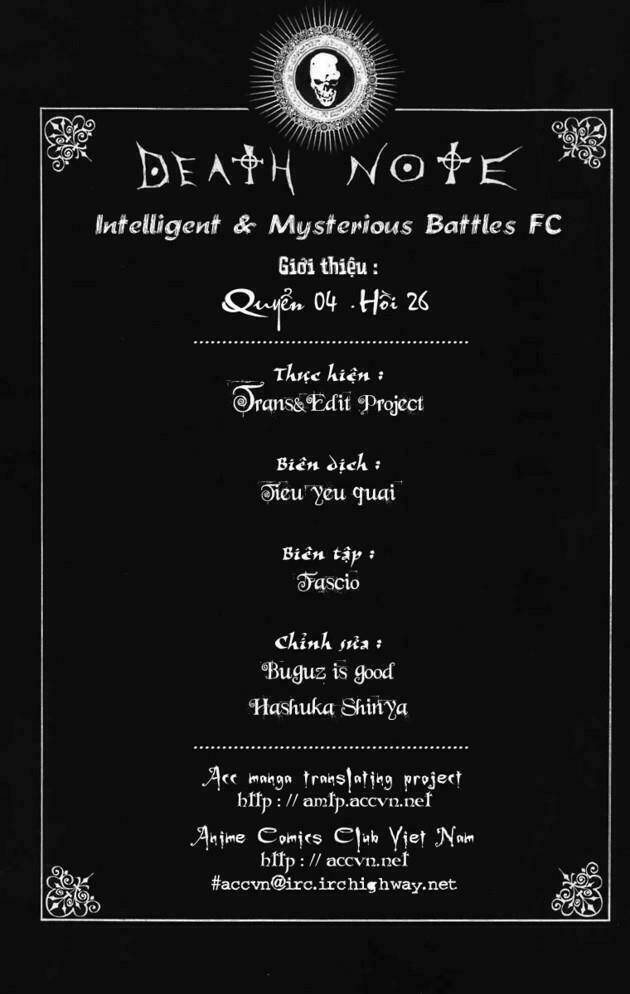 DEATH NOTE
Intelligent & Mysterious Battles FC
Giới thiệu :
Quyển 04 . Hồi 26
Thực hiện :
Trans&Edit Project
Biên dịch :
Tieu yeu quai
Biên tập :
Fascio
Chỉnh sửa :
Buguz is good
Hashuka Shinya
Acc manga translating project
http : // amtp.accvn.net
Anime Comics Club Viet Nam
http : // accvn.net
#accvn@irc.irchighway.net